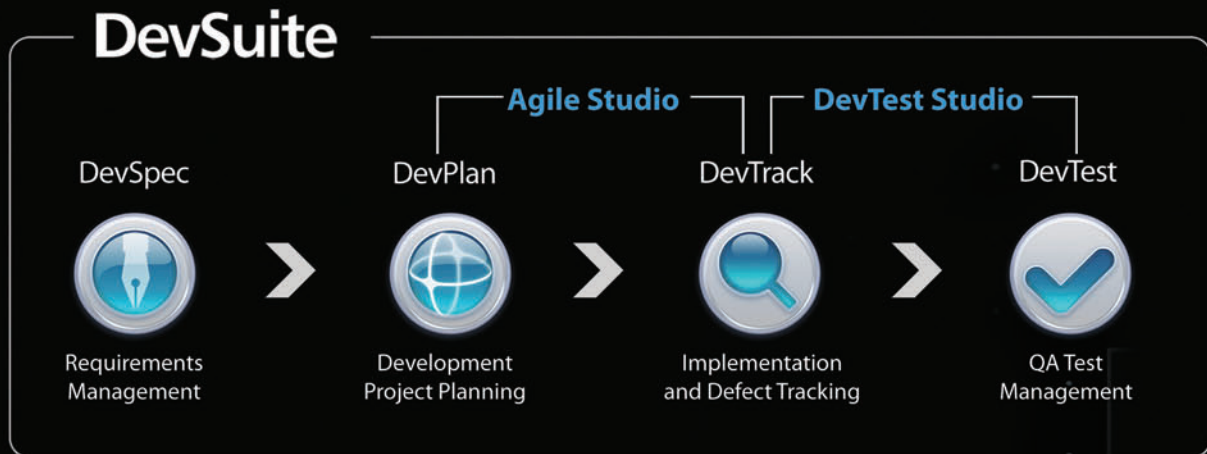 DevSuite
Agile Studio
DevTest Studio
DevSpec
DevPlan
DevTrack
DevTest
Requirements
Management
Development
Project Planning
Implementation
and Defect Tracking
QA Test
Management